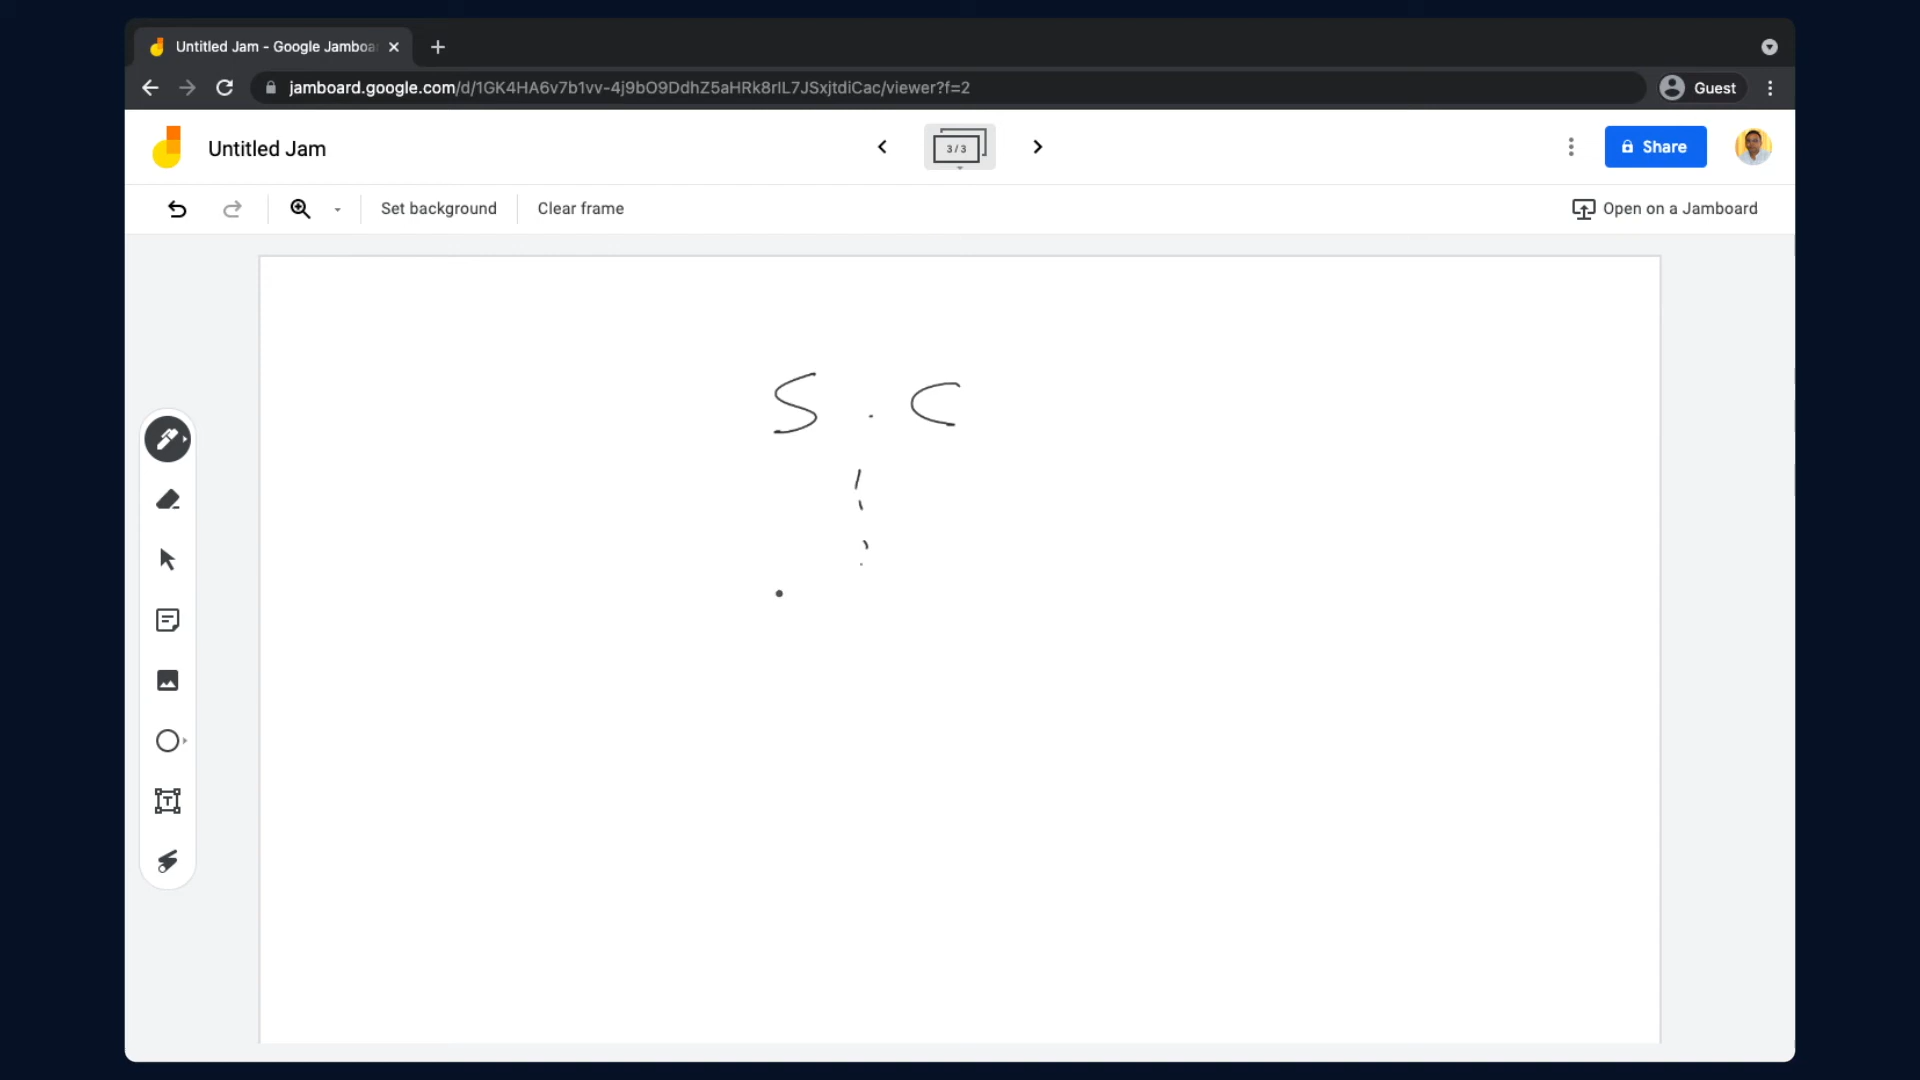 Untitled Jam - Google Jamboa
Guest
jamboard.google.com/d/1GK4HA6v7b1vv-4j9bO9DdhZ5aHRk8rlL7JSxjtdiCac/viewer?f=2
Untitled Jam
3/3
Share
Set background
Clear frame
Open on a Jamboard
S . C